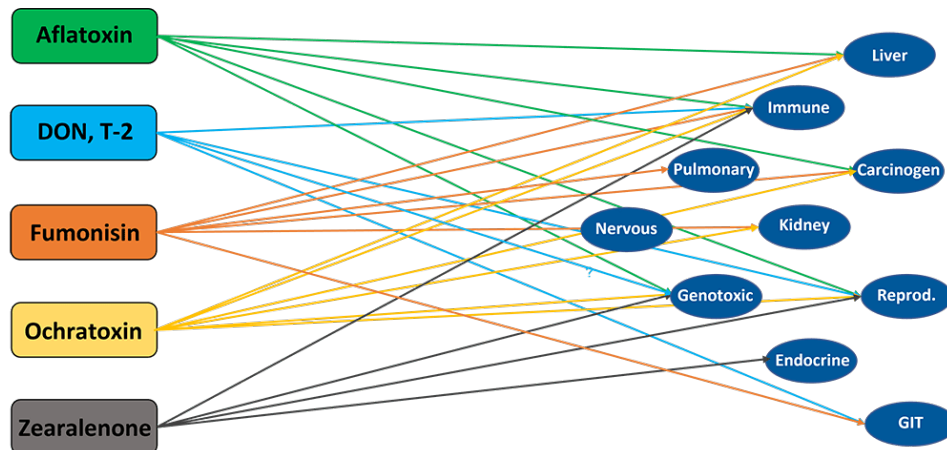 Aflatoxin
Liver
Immune
DON, T-2
Pulmonary
Carcinogen
Fumonisin
Nervous
Kidney
?
Genotoxic
Reprod.
Ochratoxin
Endocrine
Zearalenone
GIT